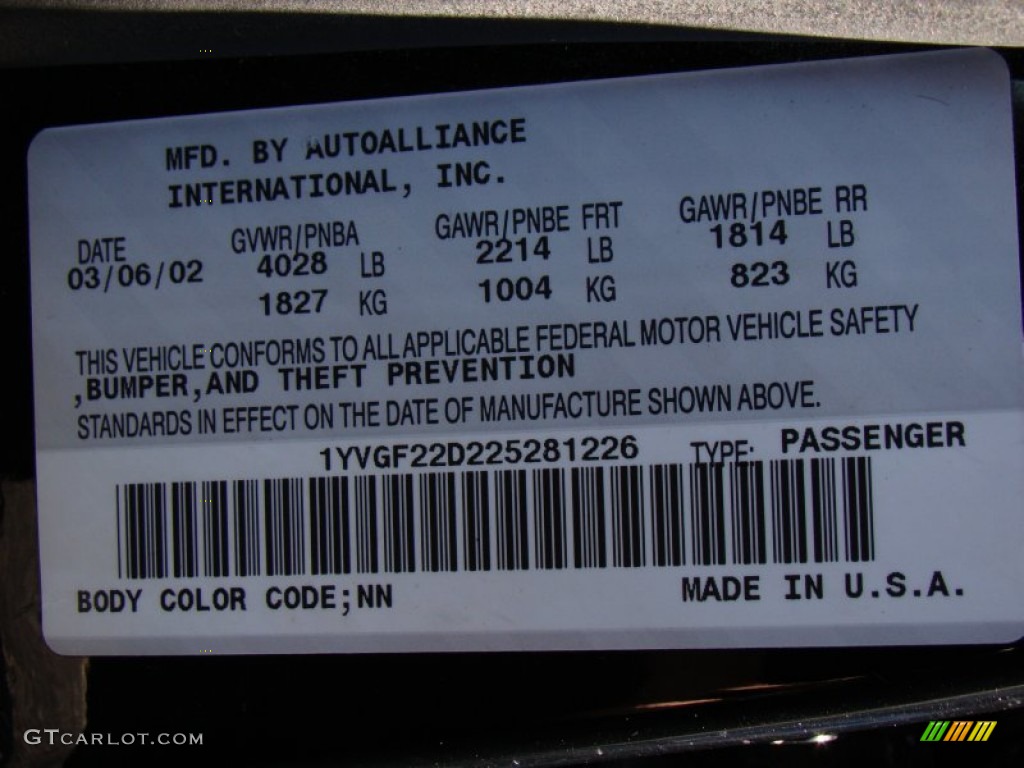 MFD. BY AUTOALLIANCE
INTERNATIONAL, INC.
DATE GVWR/PNBA GAWR/PNBE FRT GAWR/PNBE RR
03/06/02 4028 LB 2214 LB 1814 LB
1827 KG 1004 KG 823 KG
THIS VEHICLE CONFORMS TO ALL APPLICABLE FEDERAL MOTOR VEHICLE SAFETY
,BUMPER,AND THEFT PREVENTION
STANDARDS IN EFFECT ON THE DATE OF MANUFACTURE SHOWN ABOVE.
1YVGF22D225281226 TYPE: PASSENGER
BODY COLOR CODE;NN MADE IN U.S.A.
GTCARLOT.COM